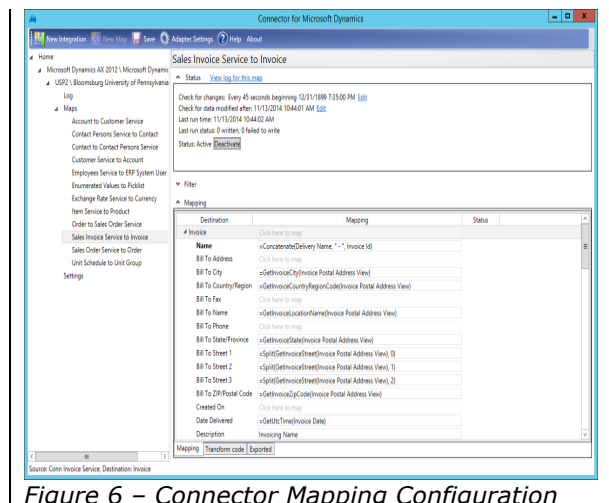 Connector for Microsoft Dynamics
New Integration New Map Save Adapter Settings Help About
Home
Microsoft Dynamics AX 2012 \ Microsoft Dynamic
USP2 \ Bloomsburg University of Pennsylvania
Log
Maps
Account to Customer Service
Contact Persons Service to Contact
Contact to Contact Persons Service
Customer Service to Account
Employees Service to ERP System User
Enumerated Values to Picklist
Exchange Rate Service to Currency
Item Service to Product
Order to Sales Order Service
Sales Invoice Service to Invoice
Sales Order Service to Order
Unit Schedule to Unit Group
Settings
Sales Invoice Service to Invoice
Status View log for this map
Check for changes: Every 45 seconds beginning 12/31/1899 7:35:00 PM Edit
Check for data modified after: 11/13/2014 10:44:01 AM Edit
Last run time: 11/13/2014 10:44:02 AM
Last run status: 0 written, 0 failed to write
Status: Active Deactivate
Filter
Mapping
Destination Mapping Status
Invoice Click here to map
Name =Concatenate(Delivery Name, " - ", Invoice Id)
Bill To Address Click here to map
Bill To City =GetInvoiceCity(Invoice Postal Address View)
Bill To Country/Region =GetInvoiceCountryRegionCode(Invoice Postal Address View)
Bill To Fax Click here to map
Bill To Name =GetInvoiceLocationName(Invoice Postal Address View)
Bill To Phone Click here to map
Bill To State/Province =GetInvoiceState(Invoice Postal Address View)
Bill To Street 1 =Split(GetInvoiceStreet(Invoice Postal Address View), 0)
Bill To Street 2 =Split(GetInvoiceStreet(Invoice Postal Address View), 1)
Bill To Street 3 =Split(GetInvoiceStreet(Invoice Postal Address View), 2)
Bill To ZIP/Postal Code =GetInvoiceZipCode(Invoice Postal Address View)
Created On Click here to map
Date Delivered =GetUtcTime(Invoice Date)
Description Invoicing Name
Mapping Transform code Exported
Source: Conn Invoice Service, Destination: Invoice
Figure 6 – Connector Mapping Configuration